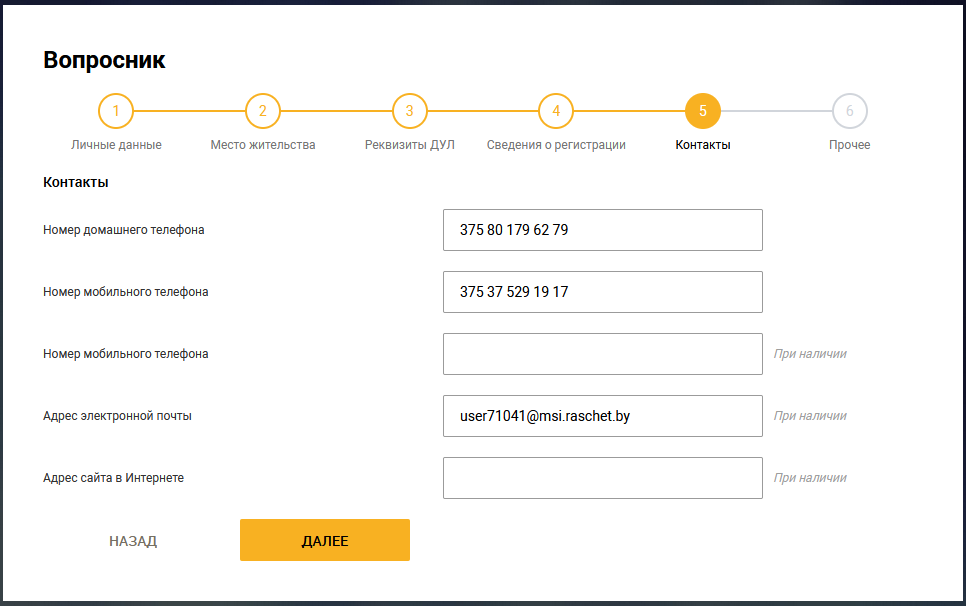 Вопросник
1 2 3 4 5 6
Личные данные Место жительства Реквизиты ДУЛ Сведения о регистрации Контакты Прочее
Контакты
Номер домашнего телефона 375 80 179 62 79
Номер мобильного телефона 375 37 529 19 17
Номер мобильного телефона При наличии
Адрес электронной почты user71041@msi.raschet.by При наличии
Адрес сайта в Интернете При наличии
НАЗАД ДАЛЕЕ